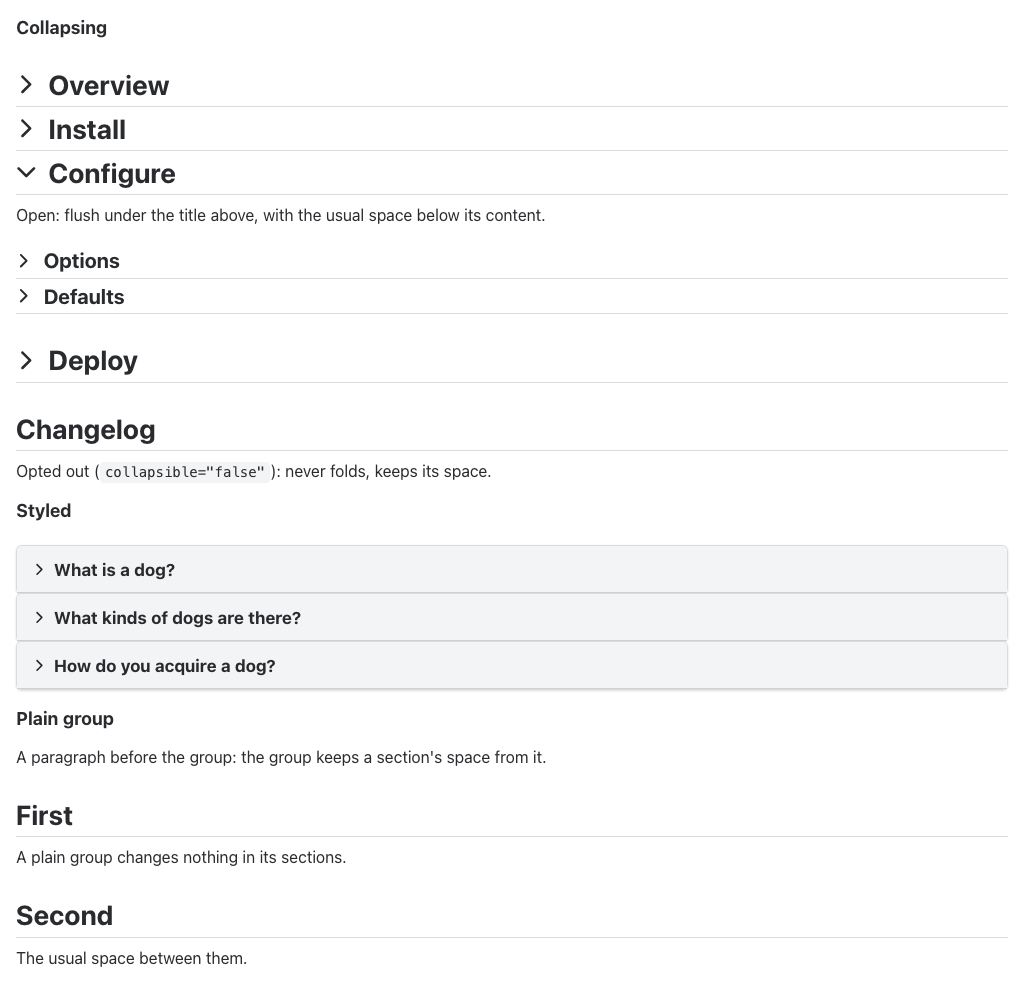 Collapsing
Overview
Install
Configure
Open: flush under the title above, with the usual space below its content.
Options
Defaults
Deploy
Changelog
Opted out (collapsible="false"): never folds, keeps its space.
Styled
What is a dog?
What kinds of dogs are there?
How do you acquire a dog?
Plain group
A paragraph before the group: the group keeps a section's space from it.
First
A plain group changes nothing in its sections.
Second
The usual space between them.